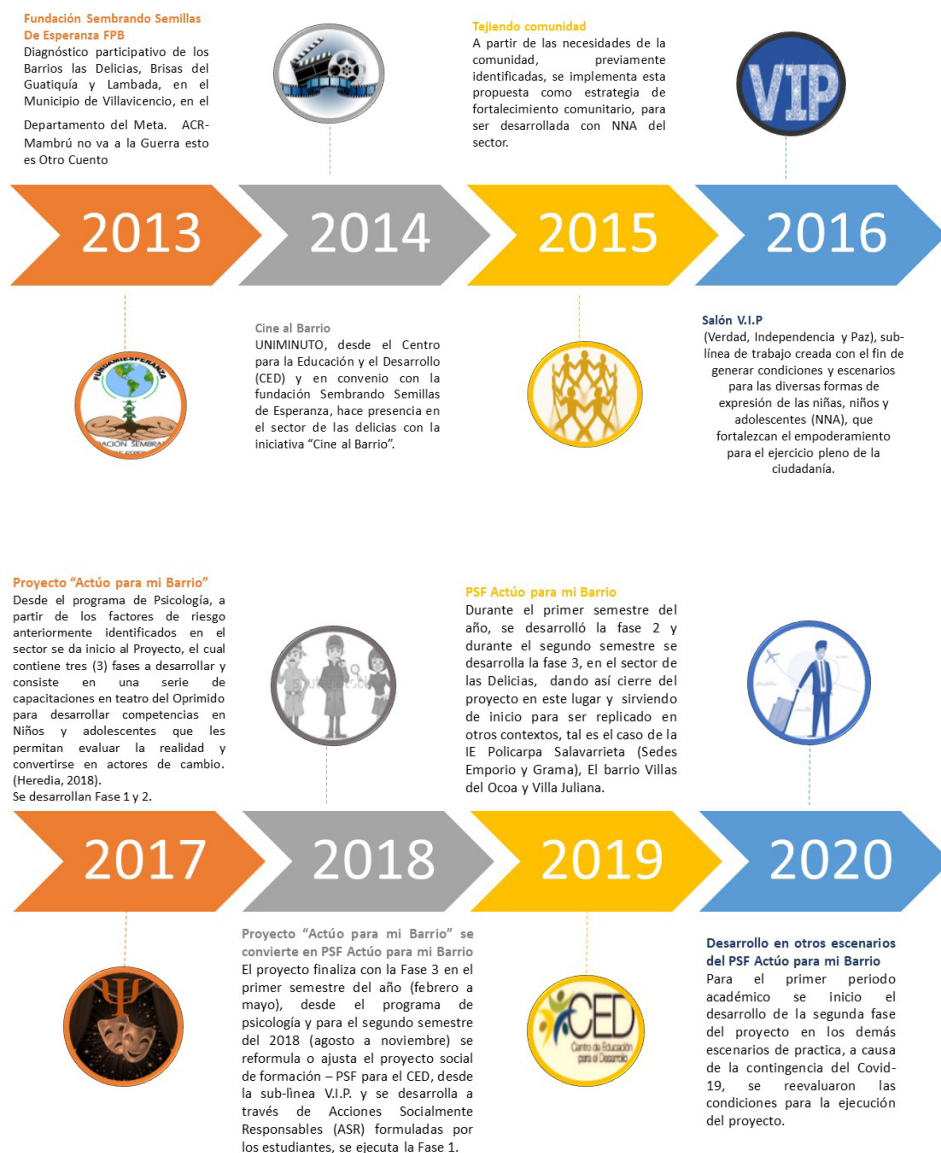 Fundación Sembrando Semillas
De Esperanza FPB
Diagnóstico participativo de los
Barrios las Delicias, Brisas del
Guatiquía y Lambada, en el
Municipio de Villavicencio, en el
Departamento del Meta. ACR-
Mambrú no va a la Guerra esto
es Otro Cuento
Tejiendo comunidad
A partir de las necesidades de la
comunidad, previamente
identificadas, se implementa esta
propuesta como estrategia de
fortalecimiento comunitario, para
ser desarrollada con NNA del
sector.
VIP
2013
2014
2015
2016
FUNDAMIESPERANZA
Cine al Barrio
UNIMINUTO, desde el Centro
para la Educación y el Desarrollo
(CED) y en convenio con la
fundación Sembrando Semillas
de Esperanza, hace presencia en
el sector de las delicias con la
iniciativa “Cine al Barrio”.
Salón V.I.P
(Verdad, Independencia y Paz), sub-
línea de trabajo creada con el fin de
generar condiciones y escenarios
para las diversas formas de
expresión de las niñas, niños y
adolescentes (NNA), que
fortalezcan el empoderamiento
para el ejercicio pleno de la
ciudadanía.
Proyecto “Actúo para mi Barrio”
Desde el programa de Psicología, a
partir de los factores de riesgo
anteriormente identificados en el
sector se da inicio al Proyecto, el cual
contiene tres (3) fases a desarrollar y
consiste en una serie de
capacitaciones en teatro del Oprimido
para desarrollar competencias en
Niños y adolescentes que les
permitan evaluar la realidad y
convertirse en actores de cambio.
(Heredia, 2018).
Se desarrollan Fase 1 y 2.
PSF Actúo para mi Barrio
Durante el primer semestre del
año, se desarrolló la fase 2 y
durante el segundo semestre se
desarrolla la fase 3, en el sector de
las Delicias, dando así cierre del
proyecto en este lugar y sirviendo
de inicio para ser replicado en
otros contextos, tal es el caso de la
IE Policarpa Salavarrieta (Sedes
Emporio y Grama), El barrio Villas
del Ocoa y Villa Juliana.
2017
2018
2019
2020
Ψ
Proyecto “Actúo para mi Barrio” se
convierte en PSF Actúo para mi Barrio
El proyecto finaliza con la Fase 3 en el
primer semestre del año (febrero a
mayo), desde el programa de
psicología y para el segundo semestre
del 2018 (agosto a noviembre) se
reformula o ajusta el proyecto social
de formación – PSF para el CED, desde
la sub-línea V.I.P. y se desarrolla a
través de Acciones Socialmente
Responsables (ASR) formuladas por
los estudiantes, se ejecuta la Fase 1.
CED
Centro de Educación
para el Desarrollo
Desarrollo en otros escenarios
del PSF Actúo para mi Barrio
Para el primer periodo
académico se inicio el
desarrollo de la segunda fase
del proyecto en los demás
escenarios de practica, a causa
de la contingencia del Covid-
19, se reevaluaron las
condiciones para la ejecución
del proyecto.